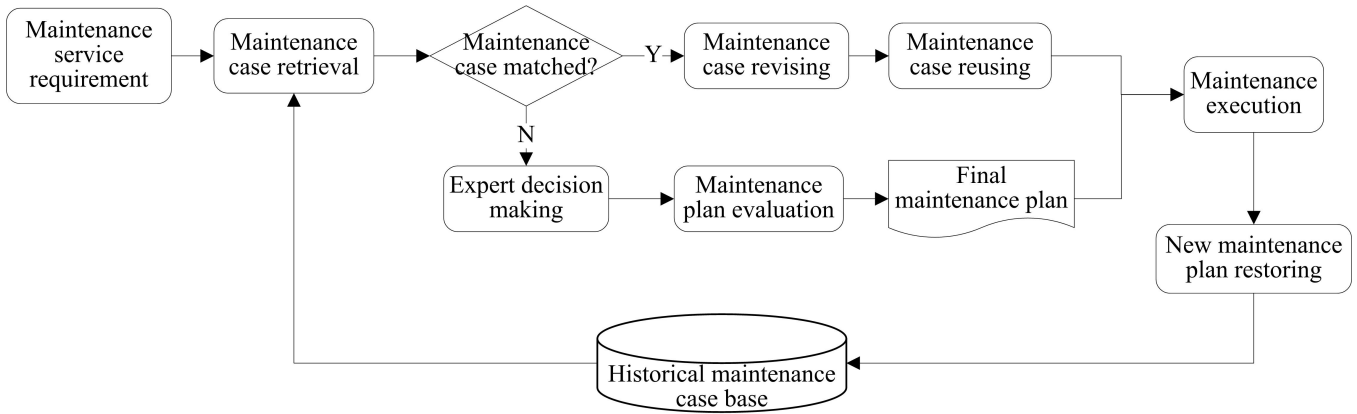 Maintenance
service
requirement
Maintenance
case retrieval
Maintenance
case matched?
Y
Maintenance
case revising
Maintenance
case reusing
Maintenance
execution
N
Expert decision
making
Maintenance
plan evaluation
Final
maintenance plan
New maintenance
plan restoring
Historical maintenance
case base